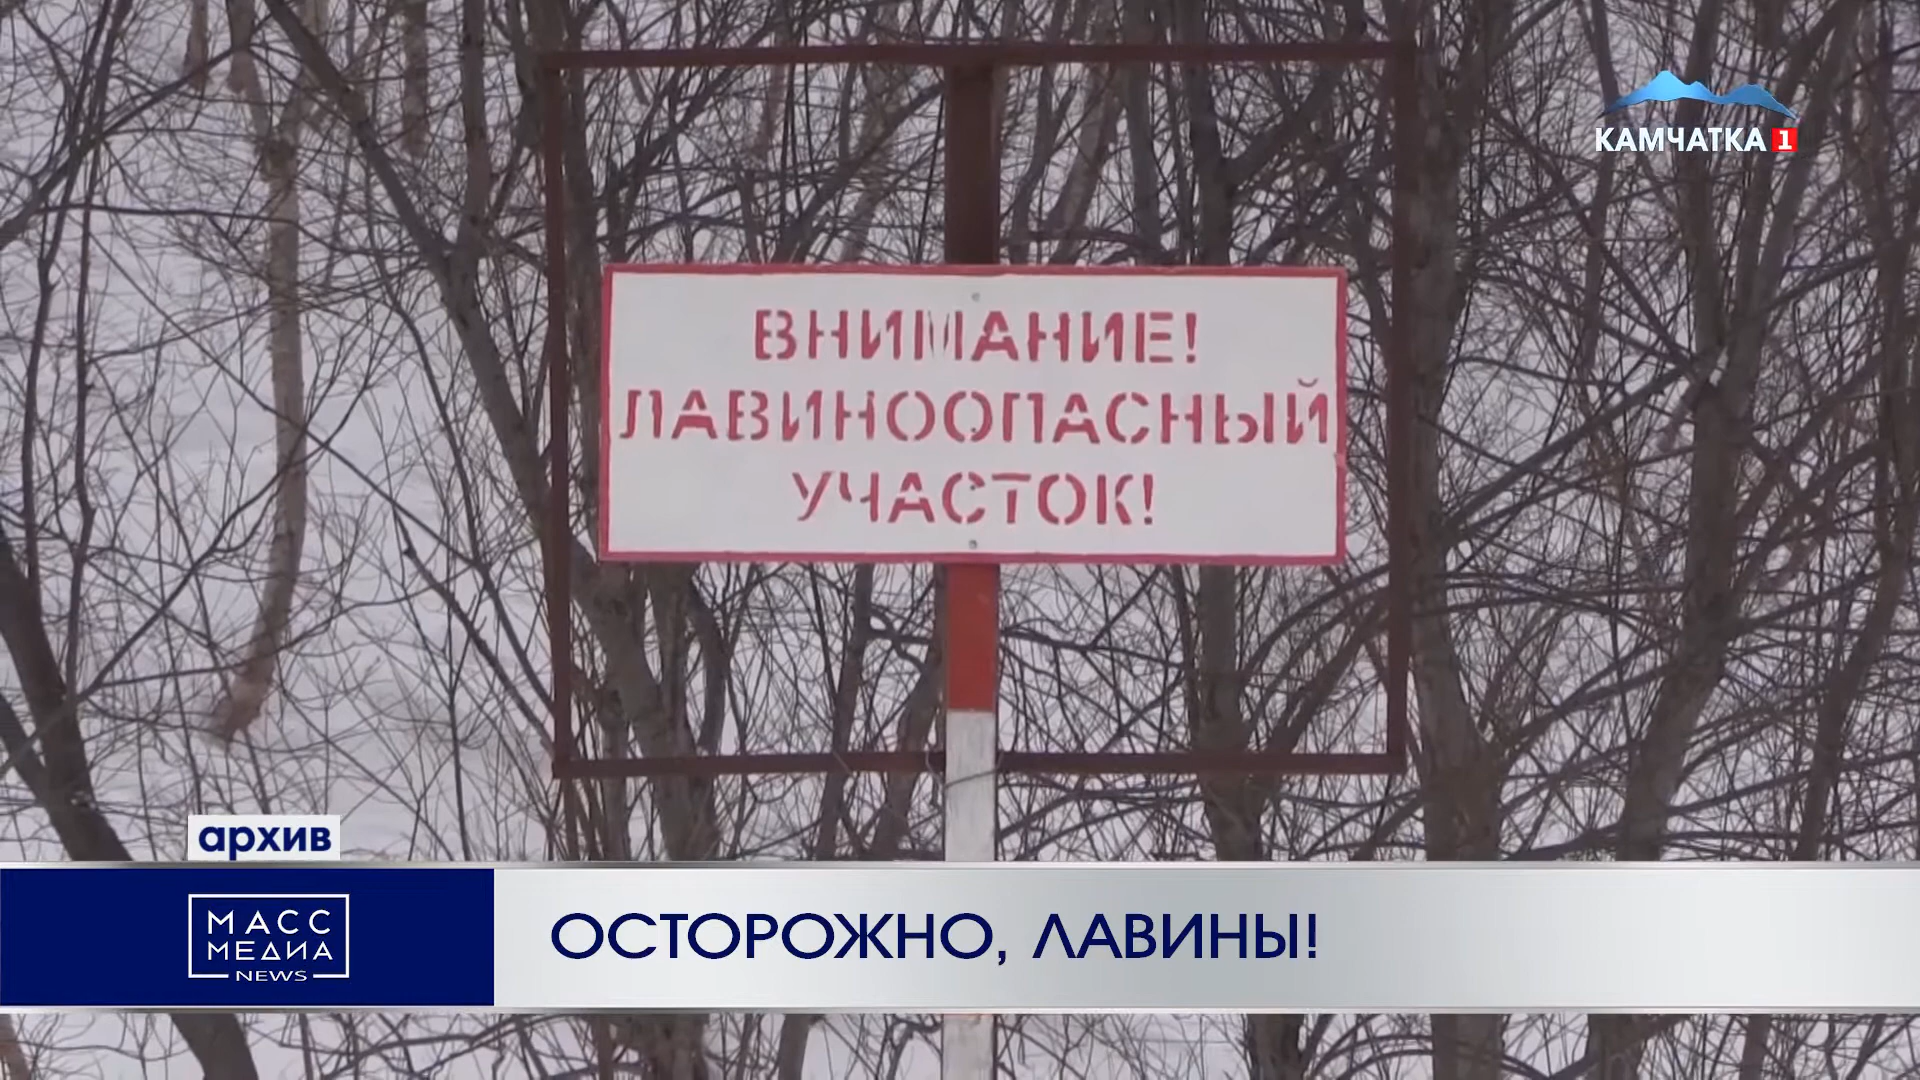 КАМЧАТКА 1
ВНИМАНИЕ!
ЛАВИНООПАСНЫЙ
УЧАСТОК!
архив
МАСС
МЕДИА
NEWS
ОСТОРОЖНО, ЛАВИНЫ!